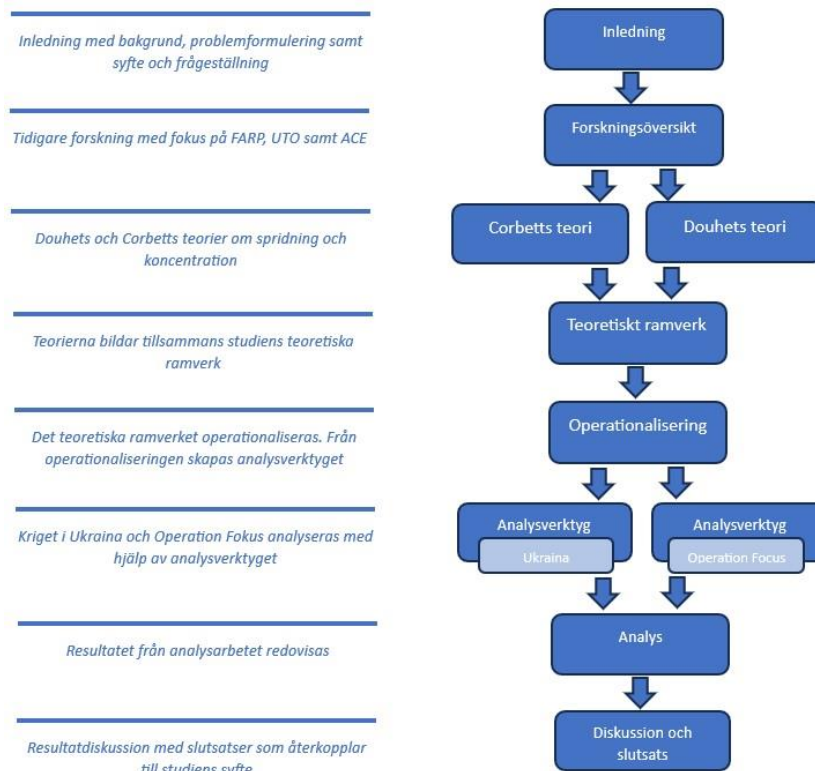 Inledning med bakgrund, problemformulering samt
syfte och frågeställning
Inledning
Tidigare forskning med fokus på FARP, UTO samt ACE
Forskningsöversikt
Douhets och Corbetts teorier om spridning och
koncentration
Corbetts teori
Douhets teori
Teorierna bildar tillsammans studiens teoretiska
ramverk
Teoretiskt ramverk
Det teoretiska ramverket operationaliseras. Från
operationaliseringen skapas analysverktyget
Operationalisering
Kriget i Ukraina och Operation Fokus analyseras med
hjälp av analysverktyget
Analysverktyg
Ukraina
Analysverktyg
Operation Focus
Resultatet från analysarbetet redovisas
Analys
Resultatdiskussion med slutsatser som återkopplar
till studiens syfte
Diskussion och
slutsats